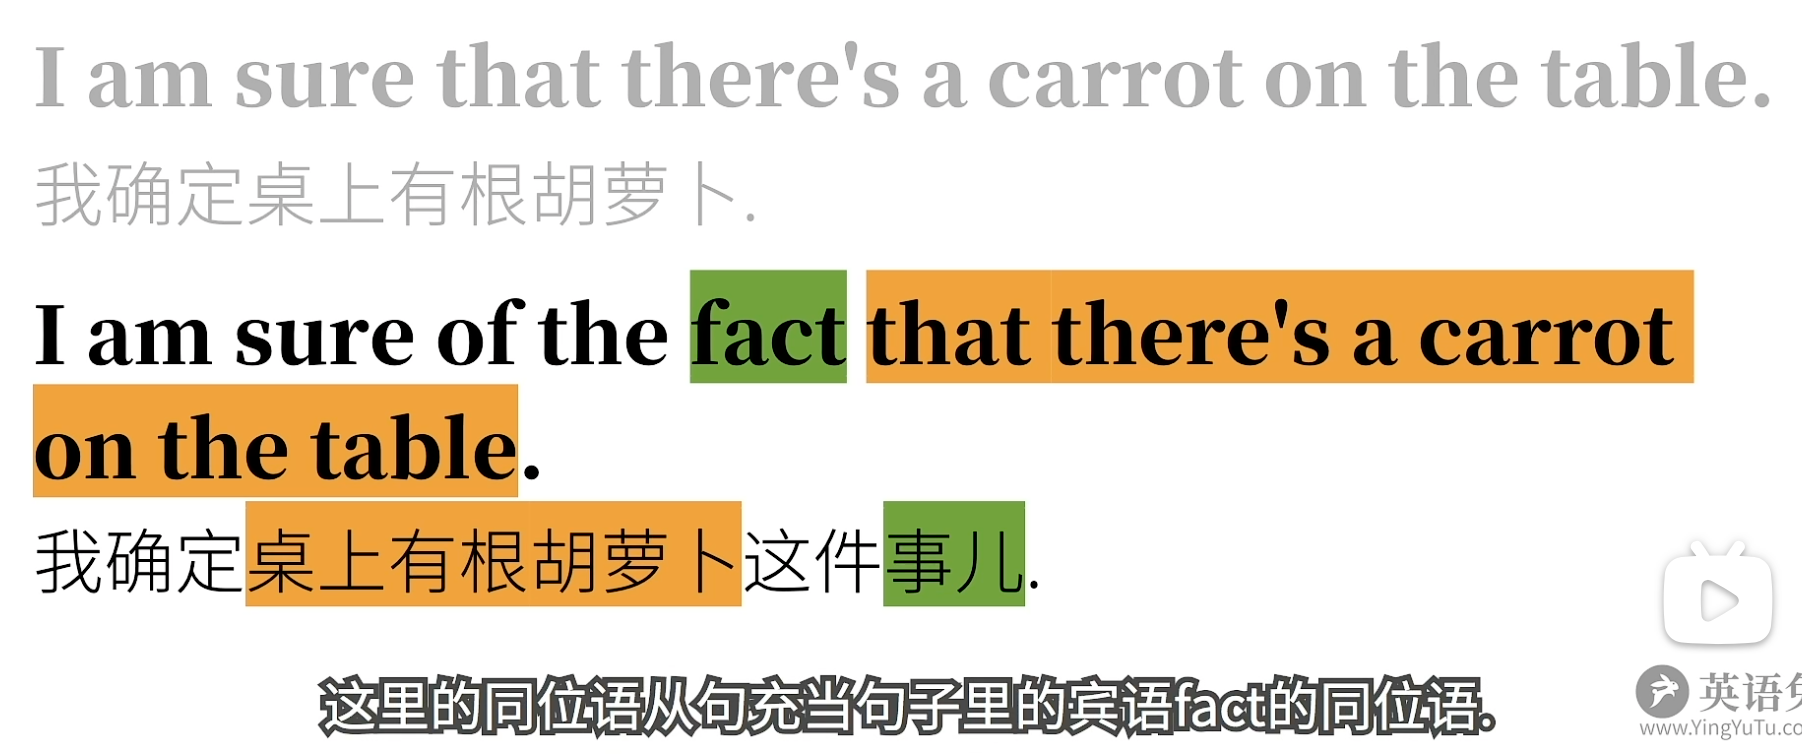 I am sure that there's a carrot on the table.
我确定桌上有根胡萝卜.
I am sure of the fact that there's a carrot
on the table.
我确定桌上有根胡萝卜这件事儿.
这里的同位语从句充当句子里的宾语fact的同位语.
英语
www.YingYuTu.co